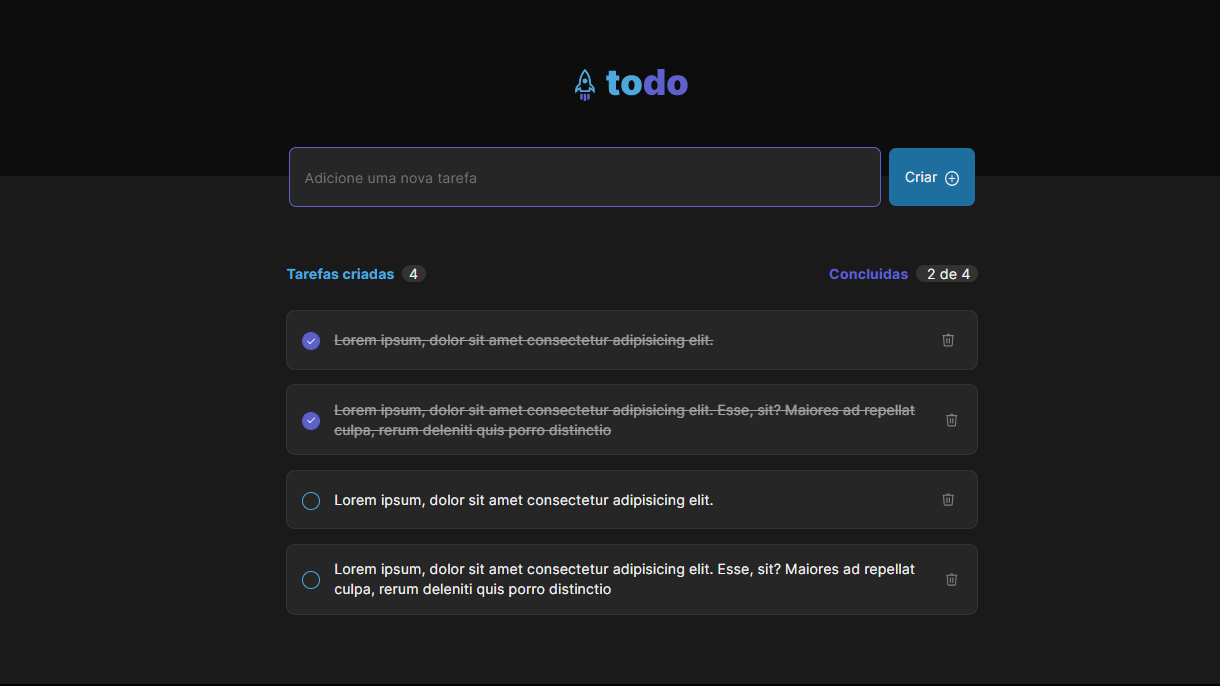 todo
Adicione uma nova tarefa
Criar
Tarefas criadas 4
Concluidas 2 de 4
Lorem ipsum, dolor sit amet consectetur adipisicing elit.
Lorem ipsum, dolor sit amet consectetur adipisicing elit. Esse, sit? Maiores ad repellat
culpa, rerum deleniti quis porro distinctio
Lorem ipsum, dolor sit amet consectetur adipisicing elit.
Lorem ipsum, dolor sit amet consectetur adipisicing elit. Esse, sit? Maiores ad repellat
culpa, rerum deleniti quis porro distinctio